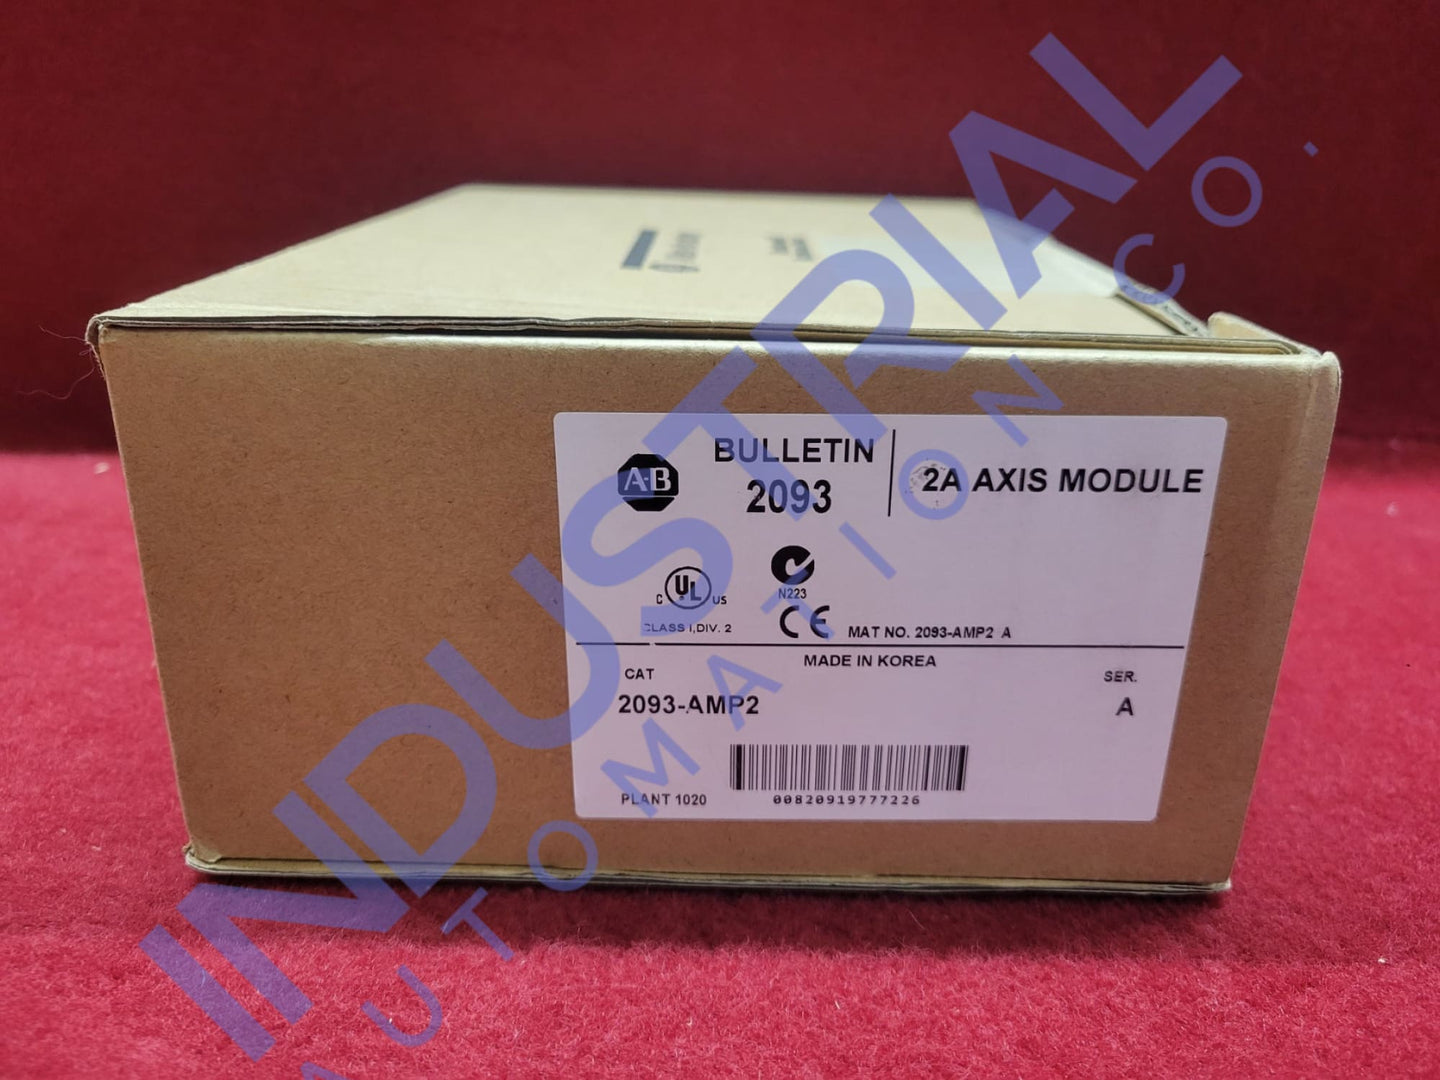 BULLETIN
2093
2A AXIS MODULE
A-B
N223
C UL US
CLASS I, DIV. 2
CE
MAT NO. 2093-AMP2 A
MADE IN KOREA
CAT
SER.
2093-AMP2
A
PLANT 1020
00820919777226
INDUSTRIAL
AUTOMATION CO.